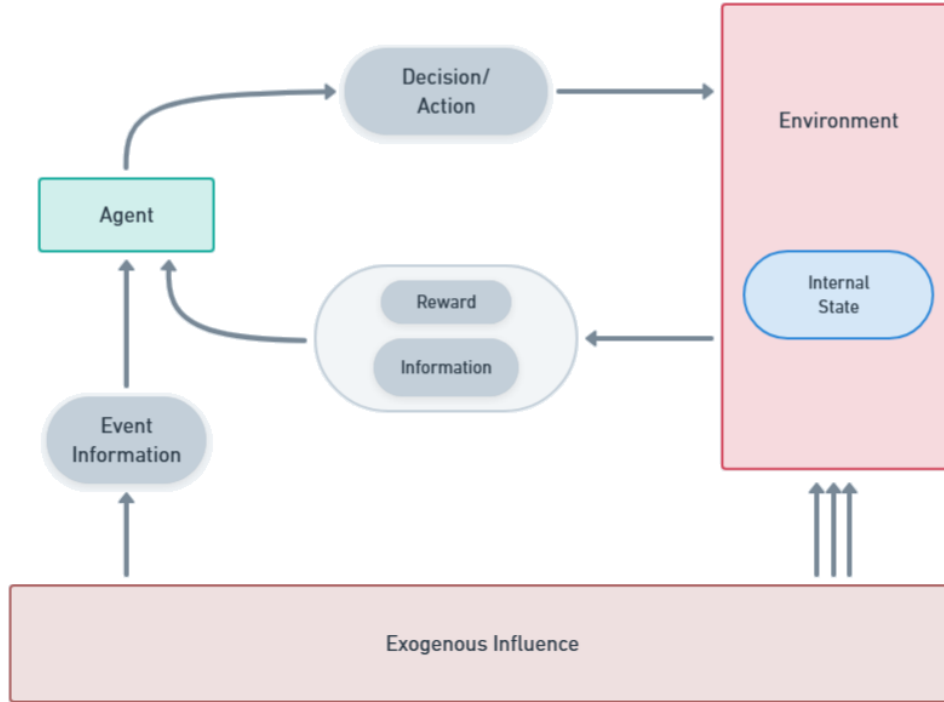 Decision/
Action
Environment
Agent
Internal
State
Reward
Information
Event
Information
Exogenous Influence